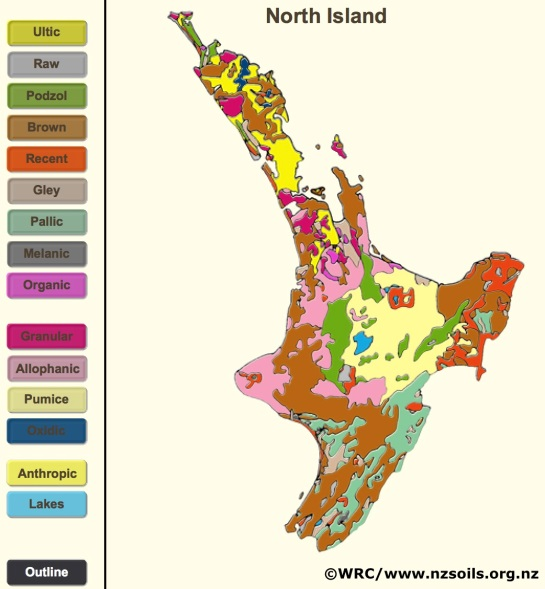 North Island
Ultic
Raw
Podzol
Brown
Recent
Gley
Pallic
Melanic
Organic
Granular
Allophanic
Pumice
Oxidic
Anthropic
Lakes
Outline
©WRC/www.nzsoils.org.nz